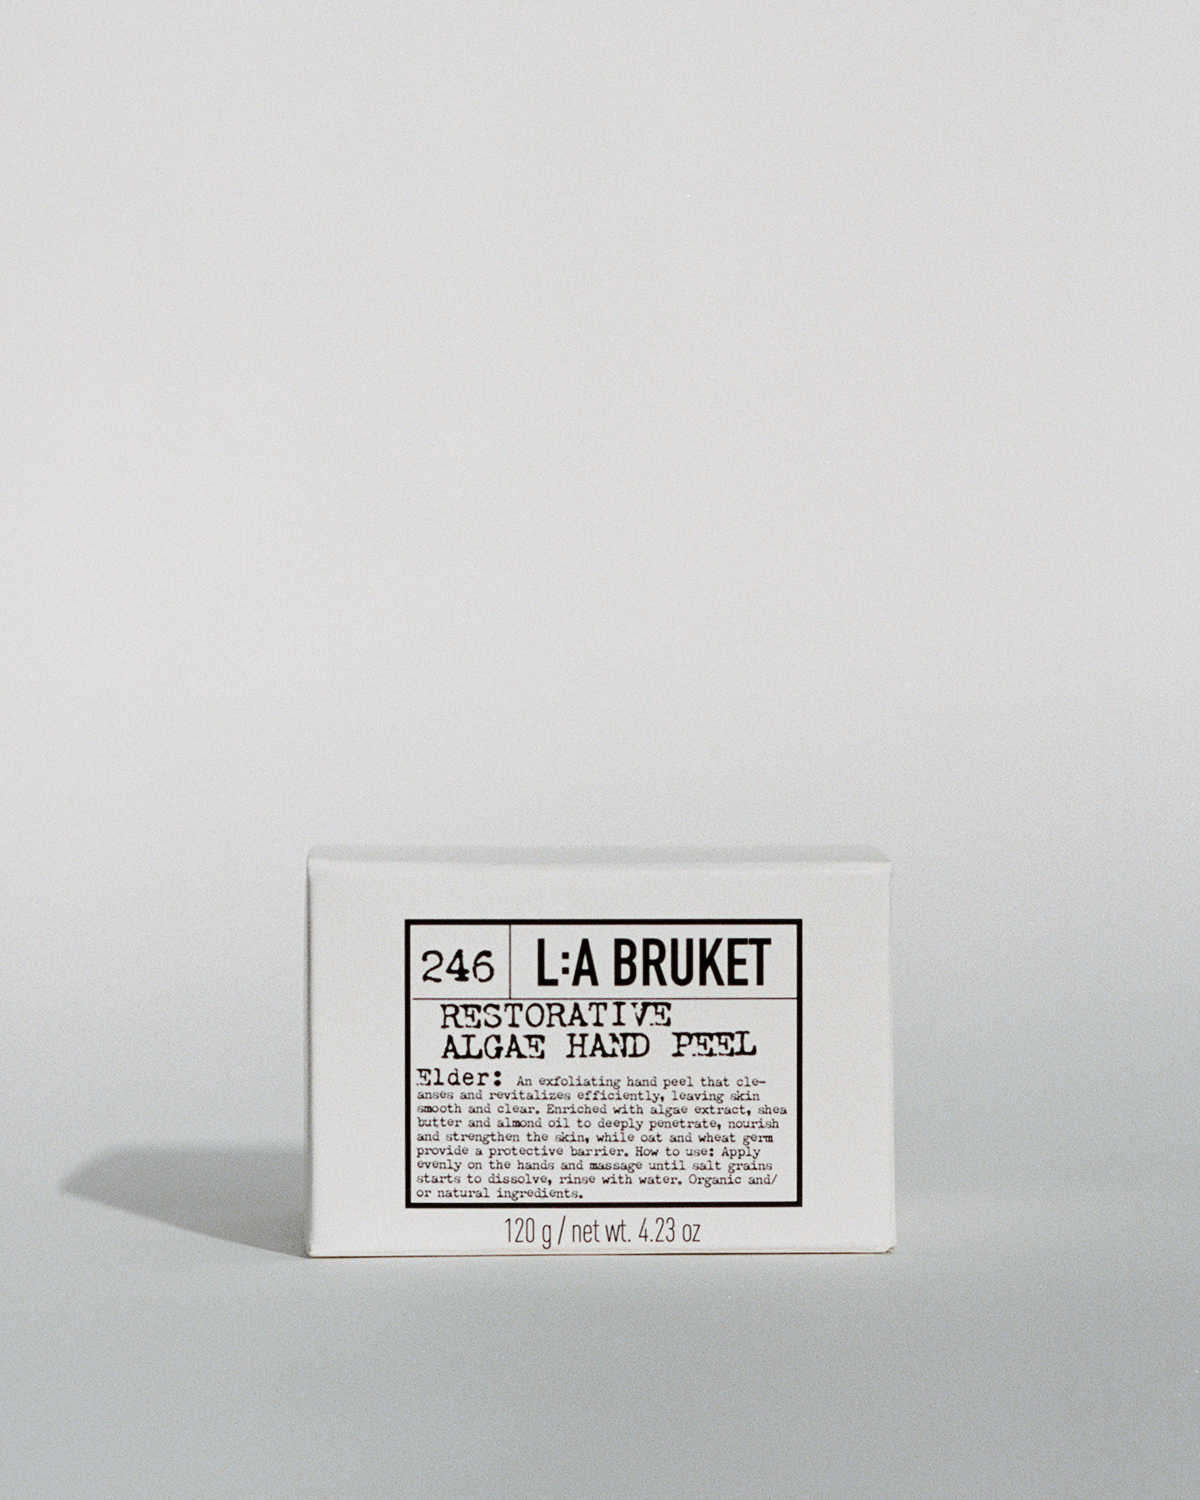 246 L:A BRUKET
RESTORATIVE
ALGAE HAND PEEL
Elder: An exfoliating hand peel that cle-
anses and revitalizes efficiently, leaving skin
smooth and clear. Enriched with algae extract, shea
butter and almond oil to deeply penetrate, nourish
and strengthen the skin, while oat and wheat germ
provide a protective barrier. How to use: Apply
evenly on the hands and massage until salt grains
starts to dissolve, rinse with water. Organic and/
or natural ingredients.
120 g / net wt. 4.23 oz